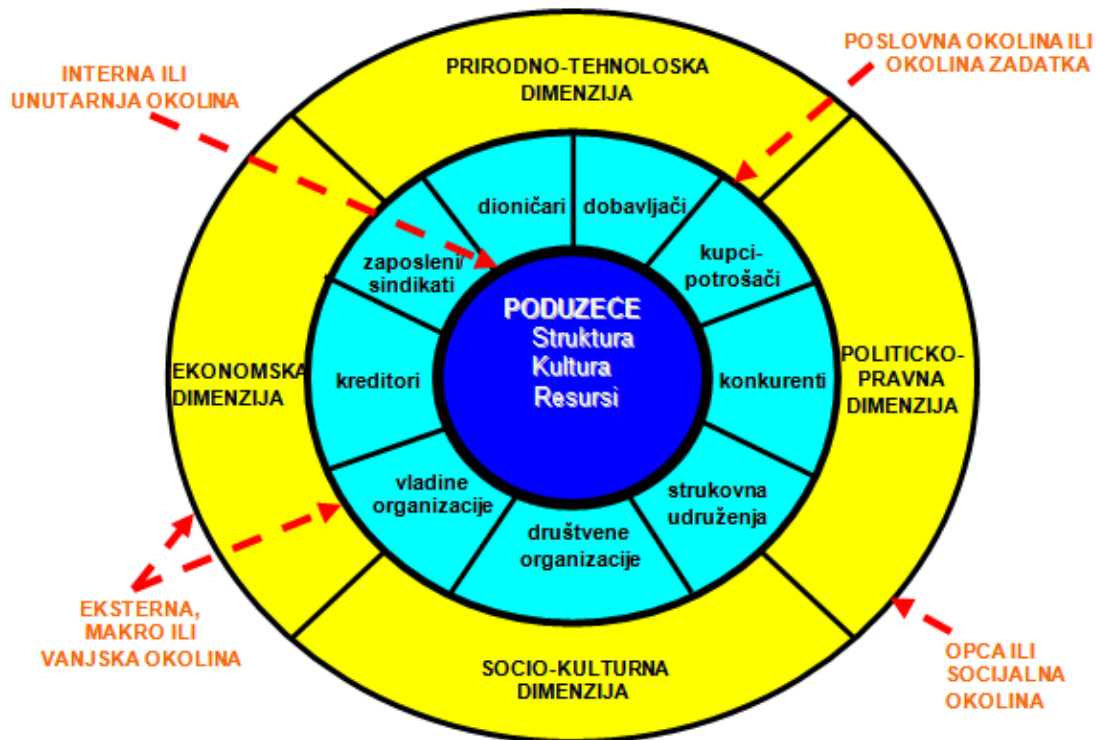 INTERNA ILI
UNUTARNJA OKOLINA
POSLOVNA OKOLINA ILI
OKOLINA ZADATKA
PRIRODNO-TEHNOLOSKA
DIMENZIJA
dioničari
dobavljači
zaposleni/
sindikati
kupci-
potrošači
PODUZEĆE
Struktura
Kultura
Resursi
EKONOMSKA
DIMENZIJA
kreditori
konkurenti
POLITICKO-
PRAVNA
DIMENZIJA
vladine
organizacije
strukovna
udruženja
društvene
organizacije
EKSTERNA,
MAKRO ILI
VANJSKA OKOLINA
SOCIO-KULTURNA
DIMENZIJA
OPCA ILI
SOCIJALNA
OKOLINA